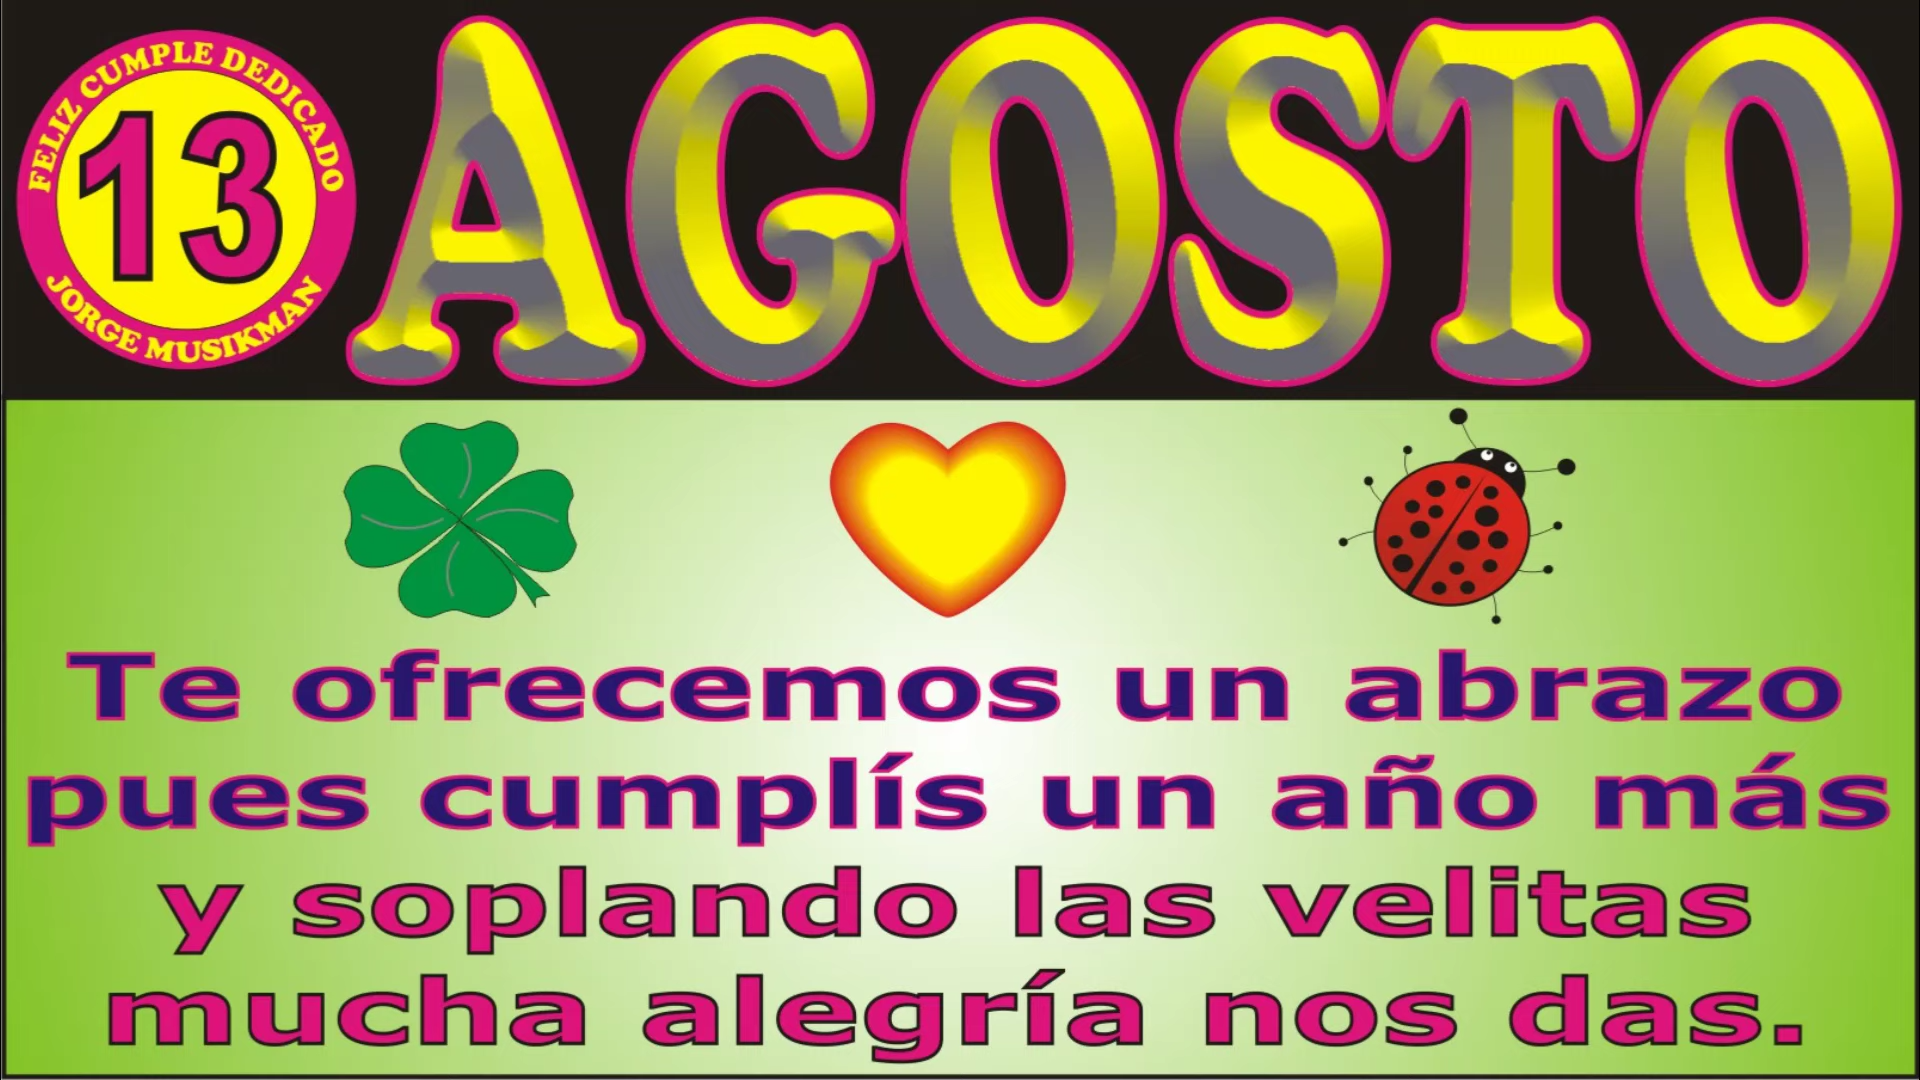 FELIZ CUMPLE DEDICADO
13
JORGE MUSIKMAN
AGOSTO
Te ofrecemos un abrazo
pues cumplís un año más
y soplando las velitas
mucha alegría nos das.